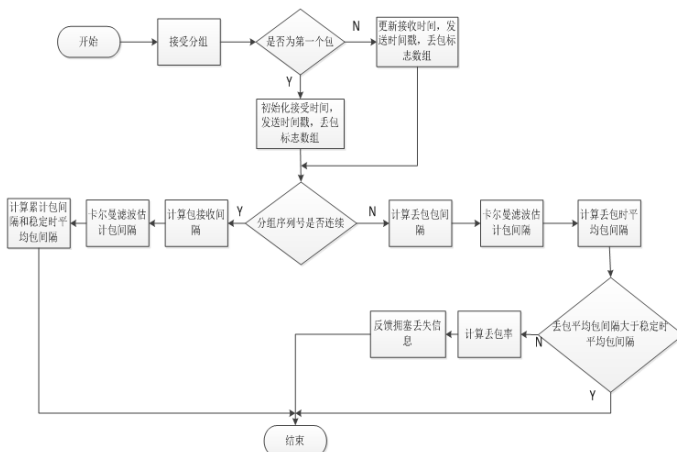 开始
接受分组
是否为第一个包
N
更新接收时间,发
送时间戳,丢包标
志数组
Y
初始化接受时间,
发送时间戳,丢包
标志数组
计算累计包间
隔和稳定时平
均包间隔
卡尔曼滤波估
计包间隔
计算包接收间
隔
Y
分组序列号是否连续
N
计算丢包包间
隔
卡尔曼滤波估
计包间隔
计算丢包时平
均包间隔
反馈拥塞丢失信
息
计算丢包率
N
丢包平均包间隔大于稳定时
平均包间隔
Y
结束